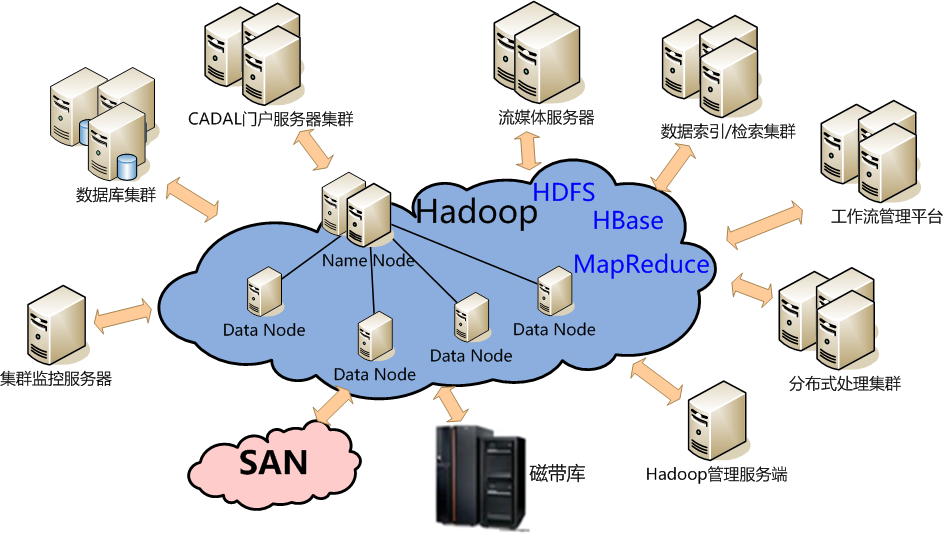 CADAL门户服务器集群
流媒体服务器
数据索引/检索集群
数据库集群
HDFS
Hadoop
HBase
工作流管理平台
Name Node
MapReduce
Data Node
Data Node
Data Node
Data Node
集群监控服务器
分布式处理集群
SAN
磁带库
Hadoop管理服务端